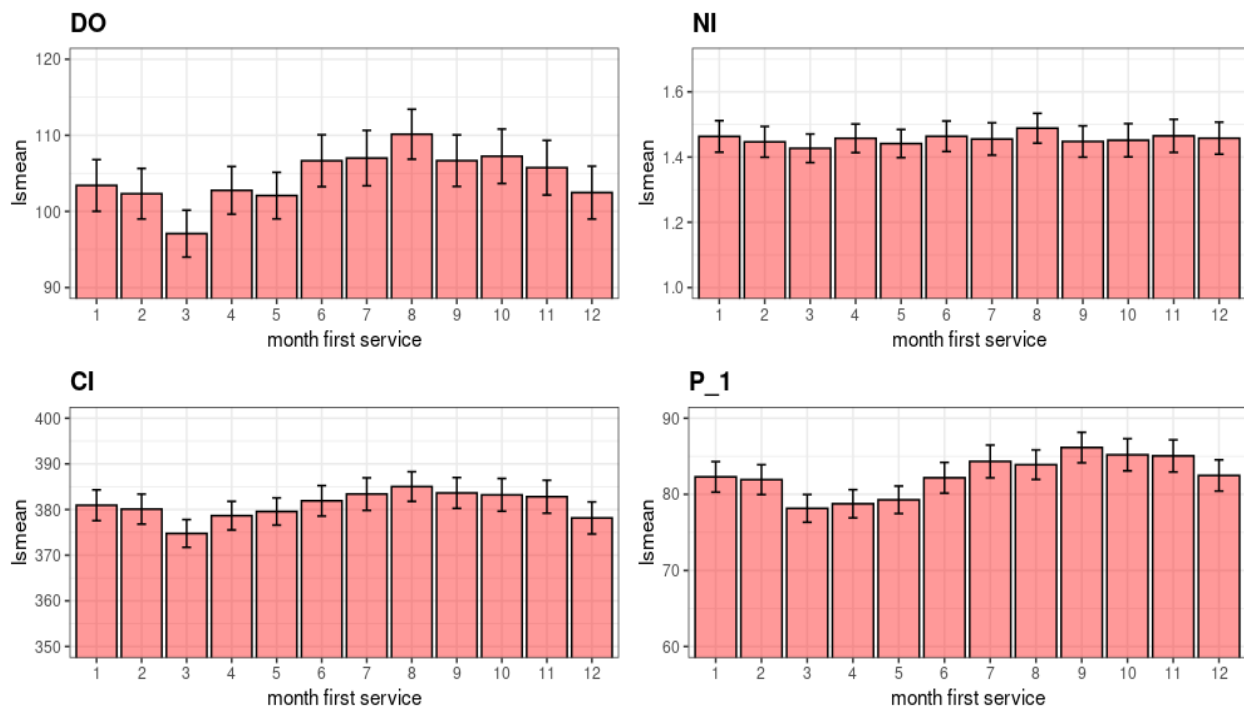 DO
lsmean
120
110
100
90
1 2 3 4 5 6 7 8 9 10 11 12
month first service
NI
lsmean
1.6
1.4
1.2
1.0
1 2 3 4 5 6 7 8 9 10 11 12
month first service
CI
lsmean
400
390
380
370
360
350
1 2 3 4 5 6 7 8 9 10 11 12
month first service
P_1
lsmean
90
80
70
60
1 2 3 4 5 6 7 8 9 10 11 12
month first service